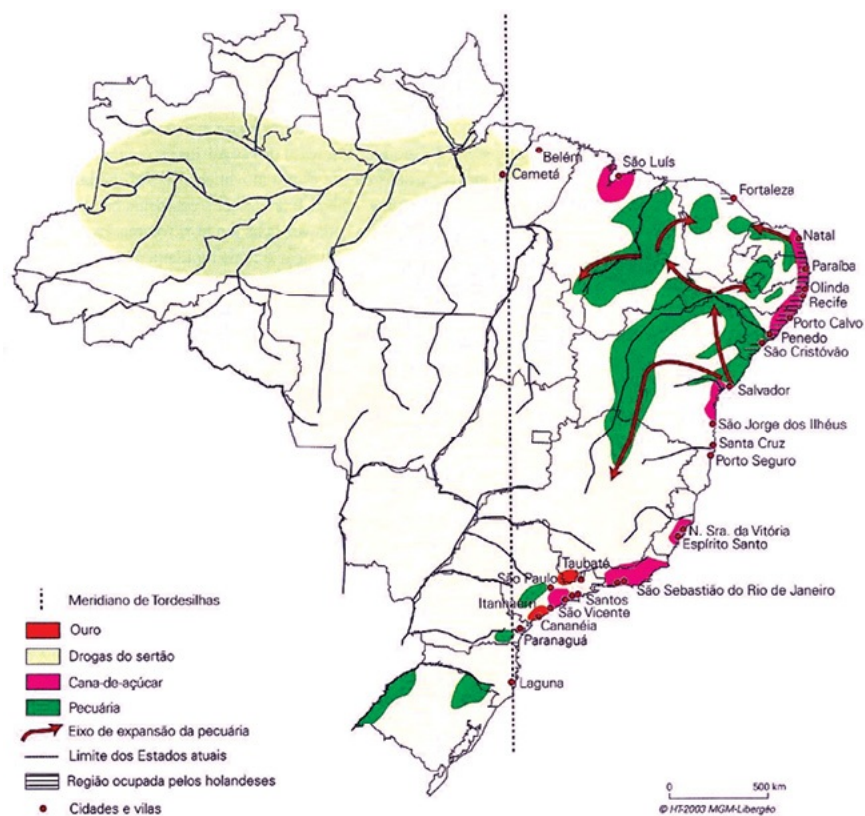 Belém
São Luís
Cametá
Fortaleza
Natal
Paraíba
Olinda
Recife
Porto Calvo
Penedo
São Cristóvão
Salvador
São Jorge dos Ilhéus
Santa Cruz
Porto Seguro
N. Sra. da Vitória
Espírito Santo
Taubaté
São Paulo
São Sebastião do Rio de Janeiro
Itanhaém
Santos
São Vicente
Cananéia
Paranaguá
Laguna
Meridiano de Tordesilhas
Ouro
Drogas do sertão
Cana-de-açúcar
Pecuária
Eixo de expansão da pecuária
Limite dos Estados atuais
Região ocupada pelos holandeses
Cidades e vilas
0 500 km
© HT-2003 MGM-Libergéo